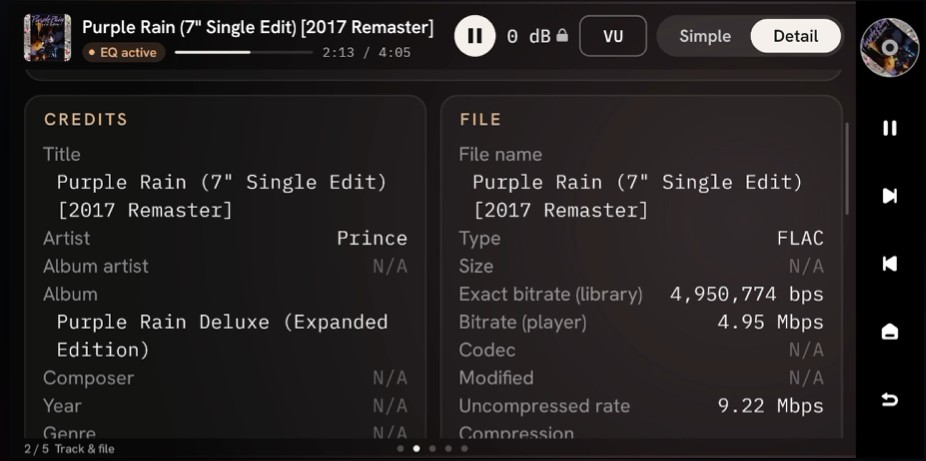 Purple Rain (7" Single Edit) [2017 Remaster]
EQ active
2:13 / 4:05
0 dB
VU
Simple
Detail
CREDITS
Title
Purple Rain (7" Single Edit)
[2017 Remaster]
Artist Prince
Album artist N/A
Album
Purple Rain Deluxe (Expanded
Edition)
Composer N/A
Year N/A
Genre N/A
FILE
File name
Purple Rain (7" Single Edit)
[2017 Remaster]
Type FLAC
Size N/A
Exact bitrate (library) 4,950,774 bps
Bitrate (player) 4.95 Mbps
Codec N/A
Modified N/A
Uncompressed rate 9.22 Mbps
Compression
2/5 Track & file